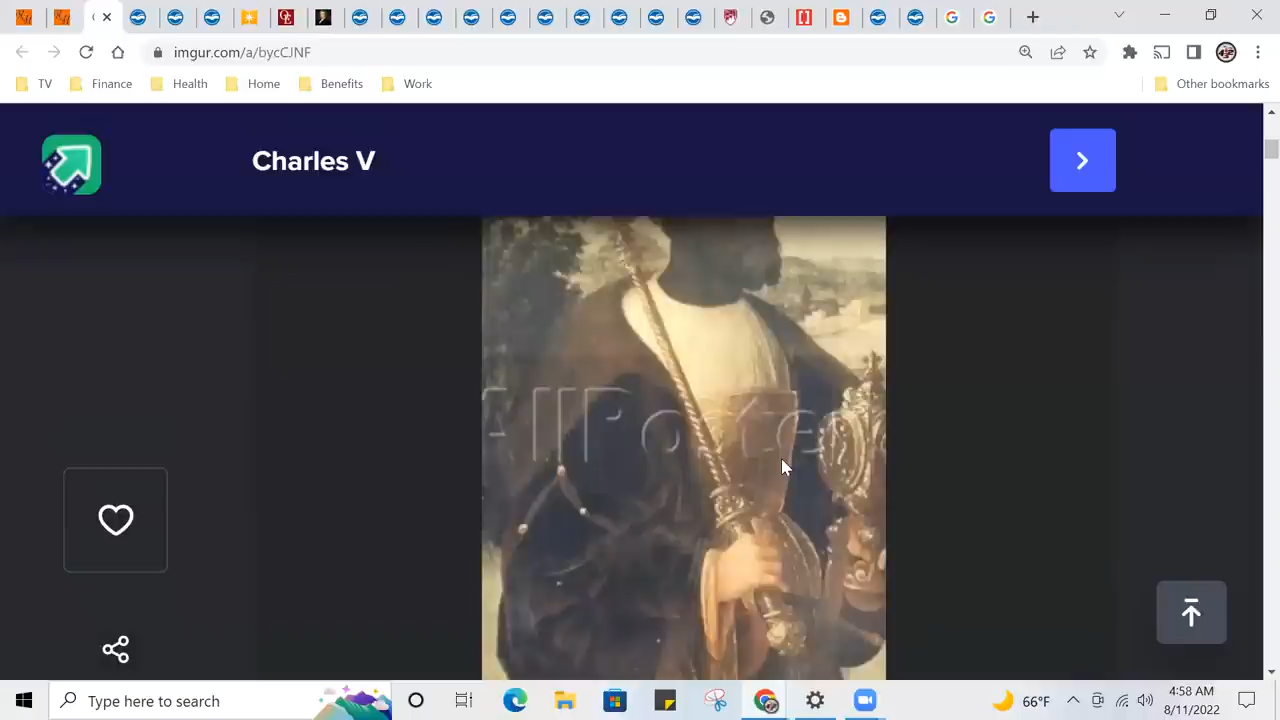 imgur.com/a/bycCJNF
TV
Finance
Health
Home
Benefits
Work
Other bookmarks
Charles V
AllPoste
Type here to search
66°F
4:58 AM
8/11/2022